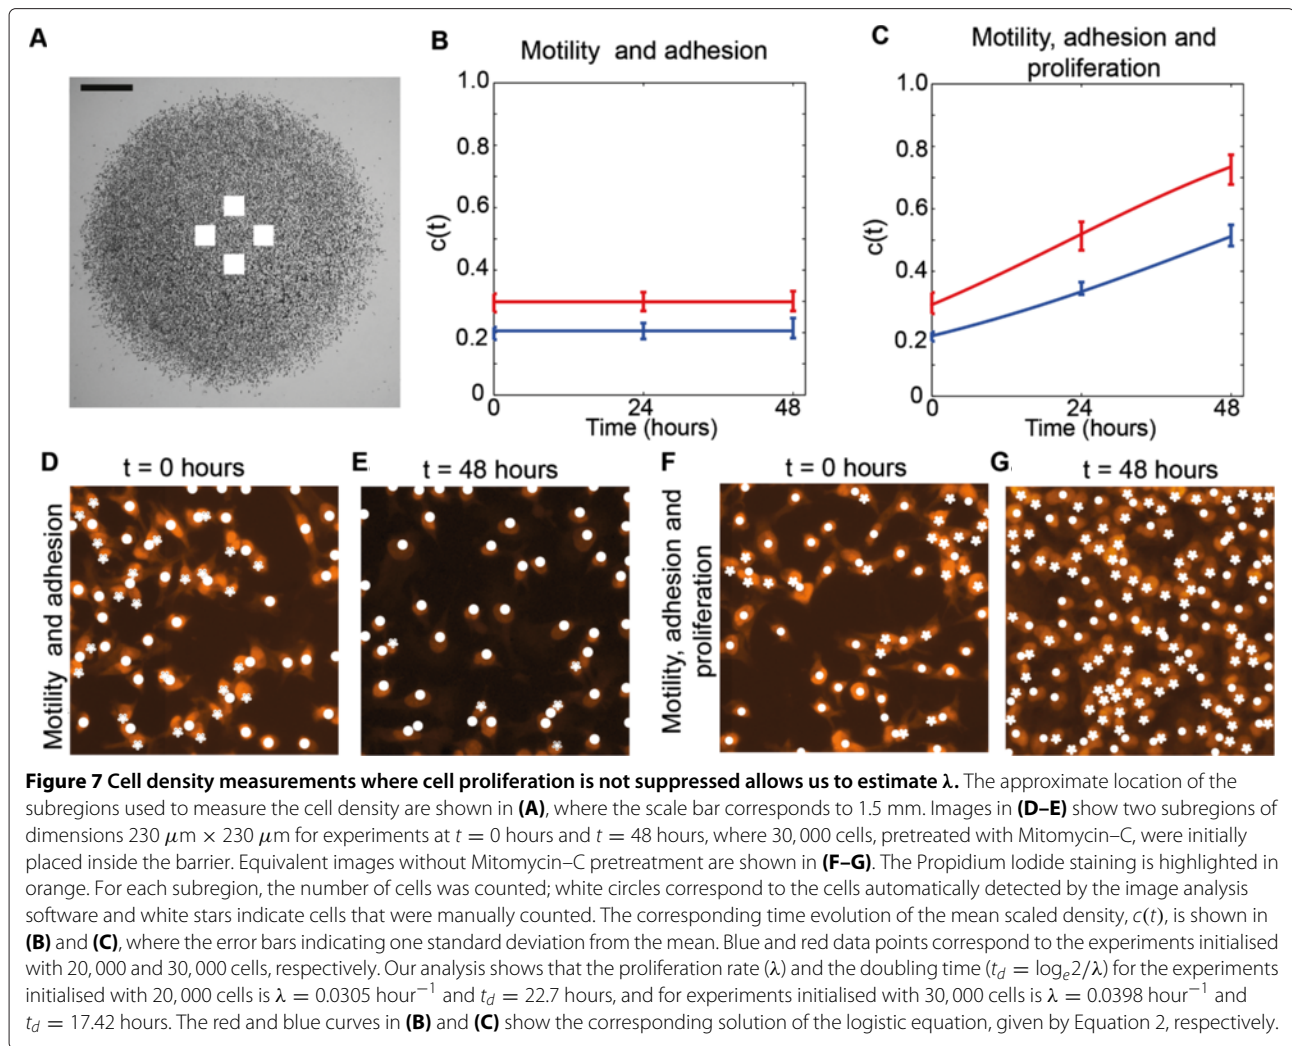 A
B
Motility and adhesion
C
Motility, adhesion and
proliferation
1.0
0.8
0.6
0.4
0.2
0
c(t)
0
24
48
Time (hours)
1.0
0.8
0.6
0.4
0.2
0
c(t)
0
24
48
Time (hours)
D
t = 0 hours
E
t = 48 hours
F
t = 0 hours
G
t = 48 hours
Motility and adhesion
Motility, adhesion and
proliferation
Figure 7 Cell density measurements where cell proliferation is not suppressed allows us to estimate λ. The approximate location of the
subregions used to measure the cell density are shown in (A), where the scale bar corresponds to 1.5 mm. Images in (D–E) show two subregions of
dimensions 230 μm × 230 μm for experiments at t = 0 hours and t = 48 hours, where 30, 000 cells, pretreated with Mitomycin–C, were initially
placed inside the barrier. Equivalent images without Mitomycin–C pretreatment are shown in (F–G). The Propidium Iodide staining is highlighted in
orange. For each subregion, the number of cells was counted; white circles correspond to the cells automatically detected by the image analysis
software and white stars indicate cells that were manually counted. The corresponding time evolution of the mean scaled density, c(t), is shown in
(B) and (C), where the error bars indicating one standard deviation from the mean. Blue and red data points correspond to the experiments initialised
with 20, 000 and 30, 000 cells, respectively. Our analysis shows that the proliferation rate (λ) and the doubling time (t_d = log_e2/λ) for the experiments
initialised with 20, 000 cells is λ = 0.0305 hour⁻¹ and t_d = 22.7 hours, and for experiments initialised with 30, 000 cells is λ = 0.0398 hour⁻¹ and
t_d = 17.42 hours. The red and blue curves in (B) and (C) show the corresponding solution of the logistic equation, given by Equation 2, respectively.